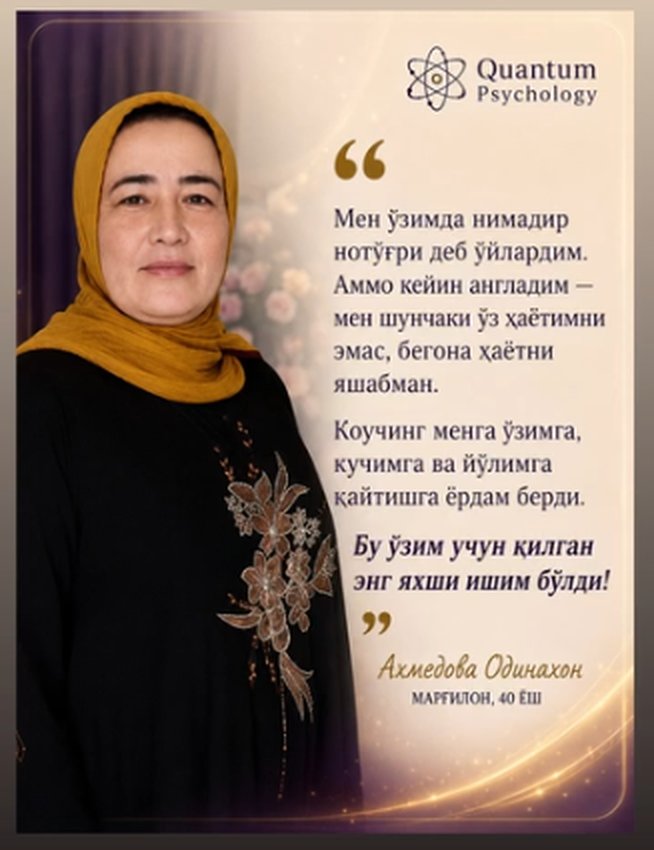 Quantum
Psychology
“
Мен ўзимда нимадир
нотўғри деб ўйлардим.
Аммо кейин англадим —
мен шунчаки ўз ҳаётимни
эмас, бегона ҳаётни
яшабман.
Коучинг менга ўзимга,
кучимга ва йўлимга
қайтишга ёрдам берди.
Бу ўзим учун қилган
энг яхши ишим бўлди!
”
Ахмедова Одинахон
МАРҒИЛОН, 40 ЁШ